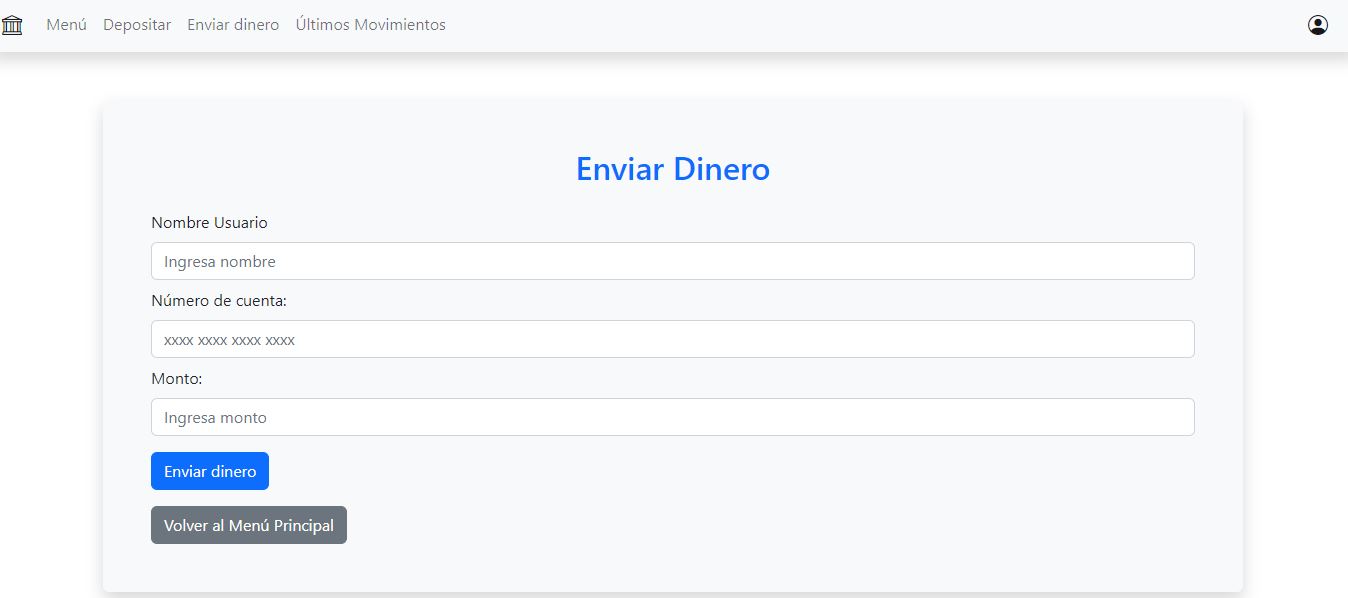 Menú Depositar Enviar dinero Últimos Movimientos
Enviar Dinero
Nombre Usuario
Ingresa nombre
Número de cuenta:
xxxx xxxx xxxx xxxx
Monto:
Ingresa monto
Enviar dinero
Volver al Menú Principal